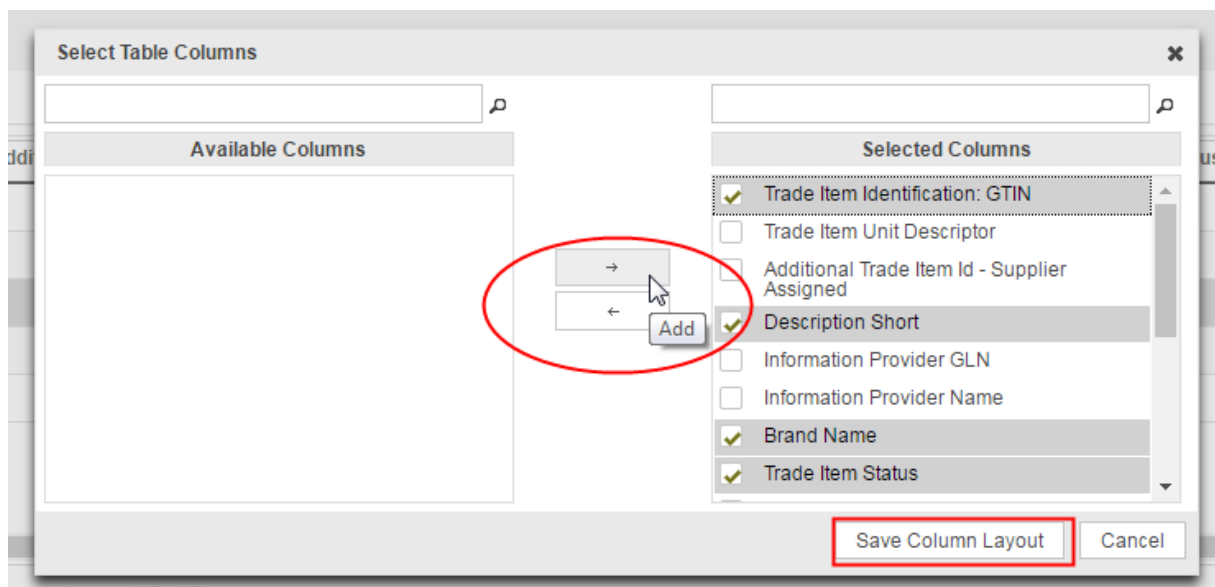 Select Table Columns
Available Columns
Selected Columns
Trade Item Identification: GTIN
Trade Item Unit Descriptor
Additional Trade Item Id - Supplier
Assigned
Description Short
Information Provider GLN
Information Provider Name
Brand Name
Trade Item Status
Add
Save Column Layout
Cancel